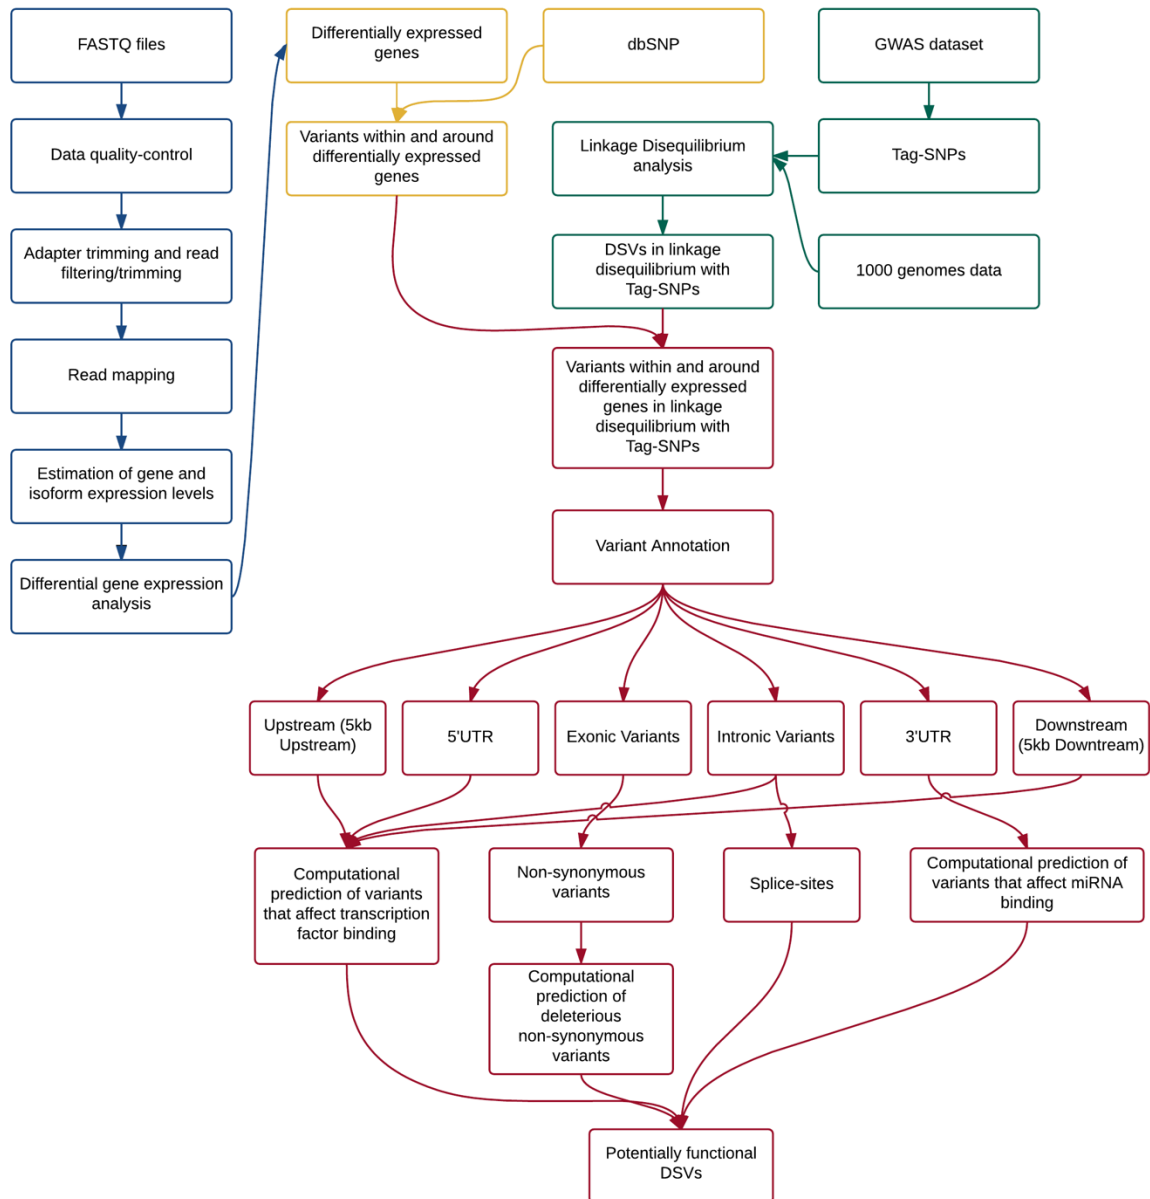 FASTQ files
Data quality-control
Adapter trimming and read
filtering/trimming
Read mapping
Estimation of gene and
isoform expression levels
Differential gene expression
analysis
Differentially expressed
genes
dbSNP
Variants within and around
differentially expressed
genes
GWAS dataset
Tag-SNPs
1000 genomes data
Linkage Disequilibrium
analysis
DSVs in linkage
disequilibrium with
Tag-SNPs
Variants within and around
differentially expressed
genes in linkage
disequilibrium with
Tag-SNPs
Variant Annotation
Upstream (5kb
Upstream)
5'UTR
Exonic Variants
Intronic Variants
3'UTR
Downstream
(5kb Downtream)
Computational
prediction of variants
that affect transcription
factor binding
Non-synonymous
variants
Splice-sites
Computational prediction of
variants that affect miRNA
binding
Computational
prediction of
deleterious
non-synonymous
variants
Potentially functional
DSVs